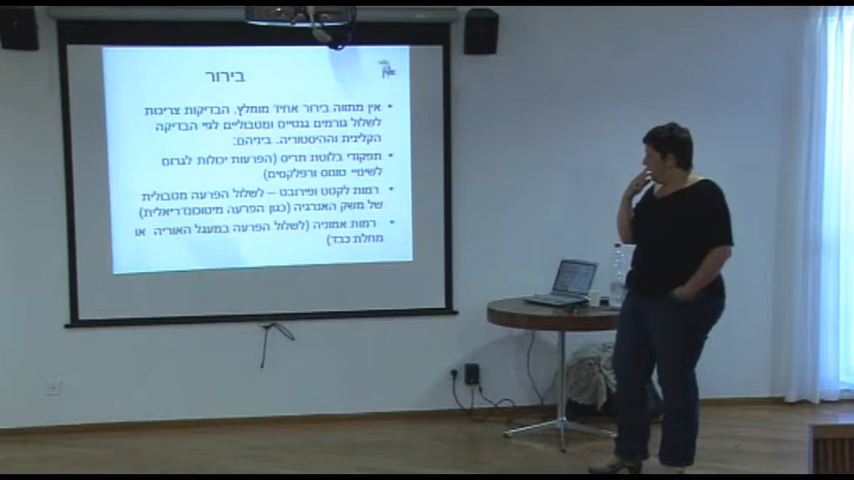 בירור
אין מתווה בירור אחיד מומלץ. הבדיקות צריכות
לשלול גורמים גנטיים ומטבוליים לפי הבדיקה
הקלינית וההיסטוריה. ביניהם:
תפקודי בלוטת תריס (הפרעות יכולות לגרום
לשינויי טונוס ורפלקסים)
רמות לקטט ופירובט – לשלול הפרעה מטבולית
של משק האנרגיה (כגון הפרעה מיטוכונדריאלית)
רמות אמוניה (לשלול הפרעה במעגל האוריה או
מחלת כבד)